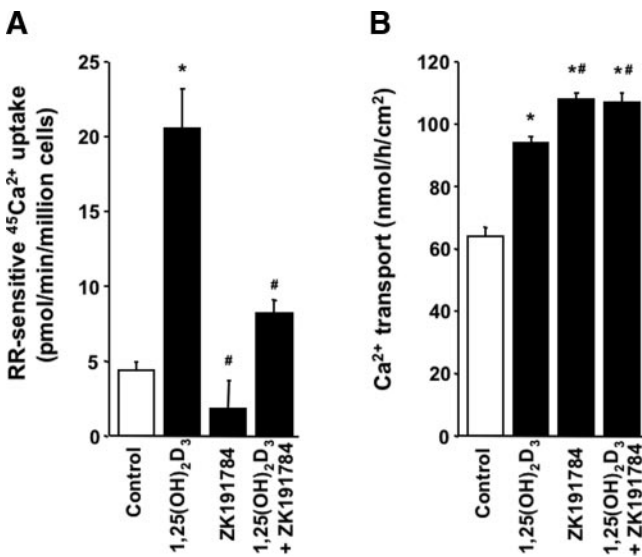 A
RR-sensitive ⁴⁵Ca²⁺ uptake
(pmol/min/million cells)
25
20
15
10
5
0
*
#
#
Control
1,25(OH)₂D₃
ZK191784
1,25(OH)₂D₃
+ ZK191784
B
Ca²⁺ transport (nmol/h/cm²)
120
100
80
60
40
20
0
*
*#
*#
Control
1,25(OH)₂D₃
ZK191784
1,25(OH)₂D₃
+ ZK191784